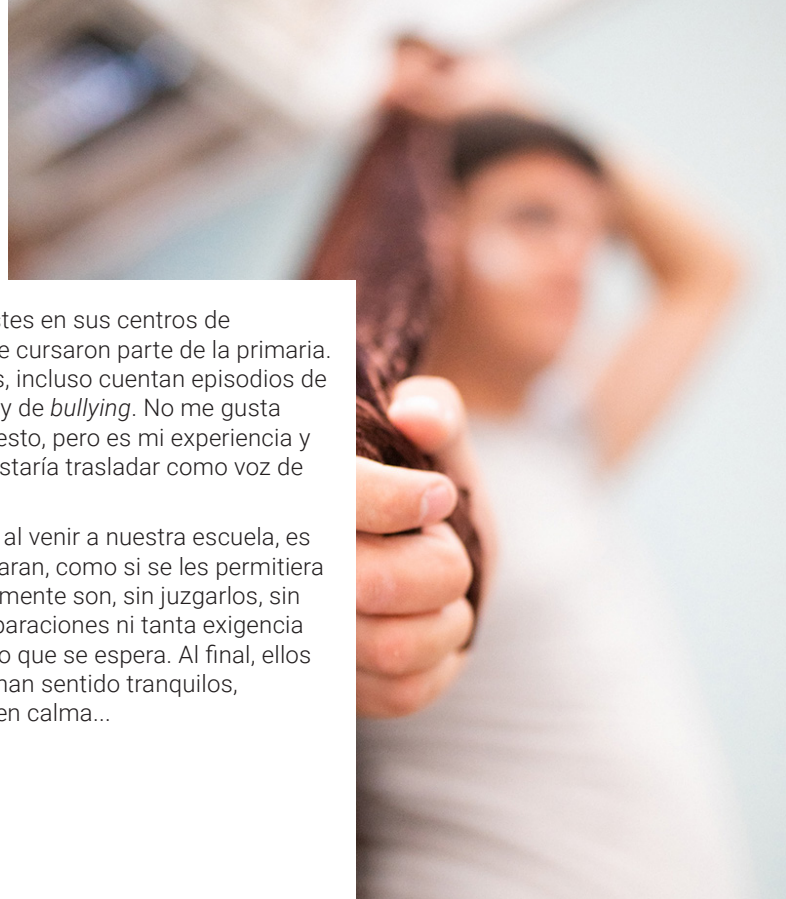 tes en sus centros de
e cursaron parte de la primaria.
s, incluso cuentan episodios de
y de bullying. No me gusta
esto, pero es mi experiencia y
staría trasladar como voz de
al venir a nuestra escuela, es
aran, como si se les permitiera
mente son, sin juzgarlos, sin
paraciones ni tanta exigencia
o que se espera. Al final, ellos
han sentido tranquilos,
en calma...